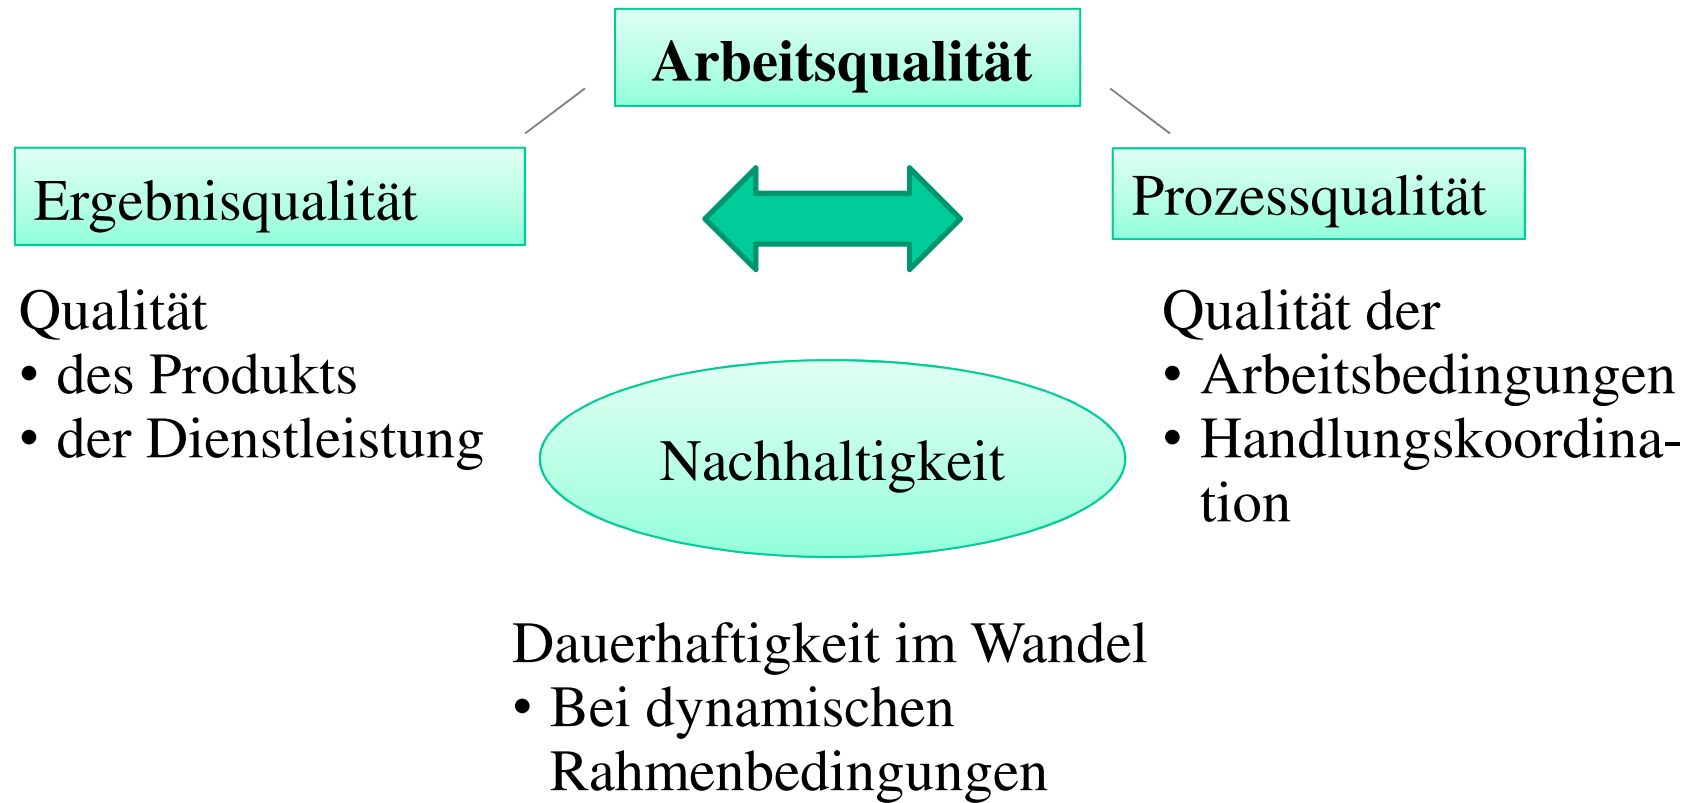 Arbeitsqualität
Ergebnisqualität
Prozessqualität
Qualität
• des Produkts
• der Dienstleistung
Qualität der
• Arbeitsbedingungen
• Handlungskoordina-
tion
Nachhaltigkeit
Dauerhaftigkeit im Wandel
• Bei dynamischen
Rahmenbedingungen